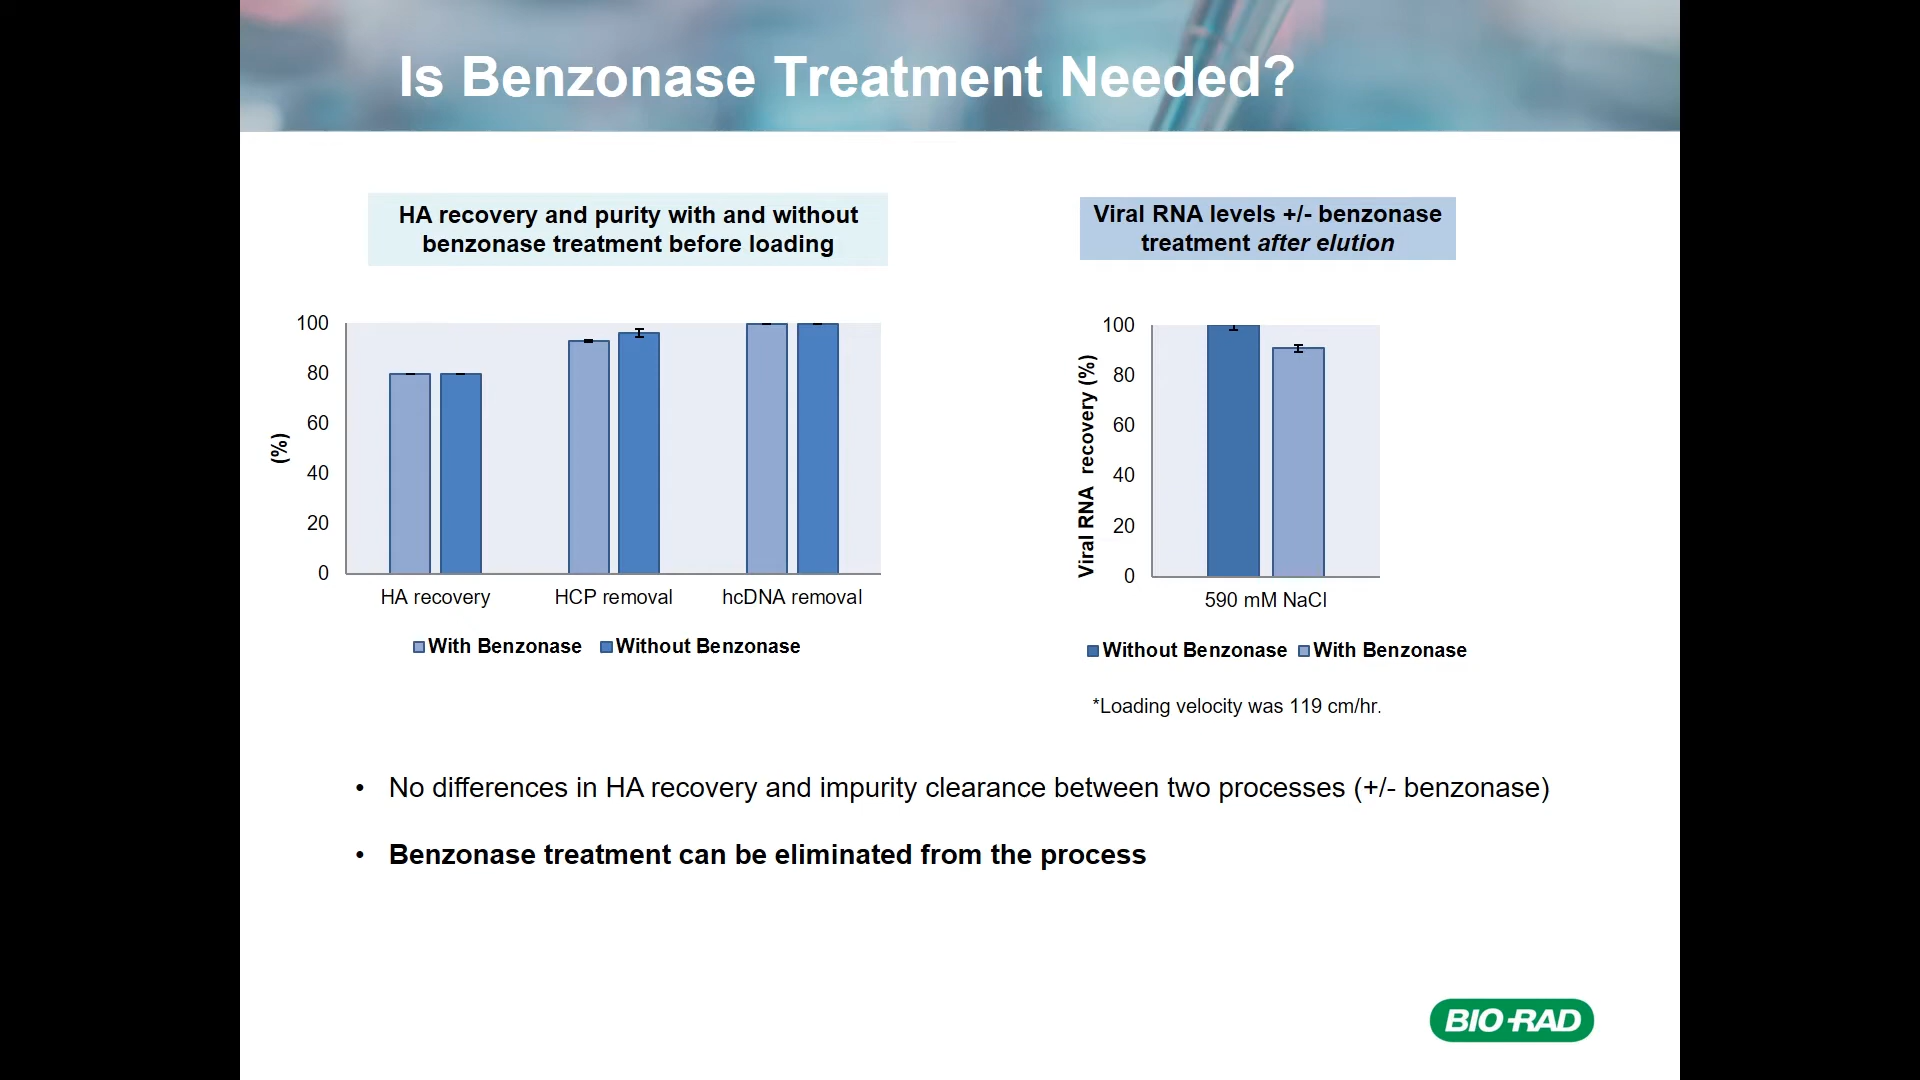 Is Benzonase Treatment Needed?
HA recovery and purity with and without
benzonase treatment before loading
100
80
60
40
20
0
(%)
HA recovery
HCP removal
hcDNA removal
With Benzonase
Without Benzonase
Viral RNA levels +/- benzonase
treatment after elution
100
80
60
40
20
0
Viral RNA recovery (%)
590 mM NaCl
Without Benzonase
With Benzonase
*Loading velocity was 119 cm/hr.
• No differences in HA recovery and impurity clearance between two processes (+/- benzonase)
• Benzonase treatment can be eliminated from the process
BIO-RAD